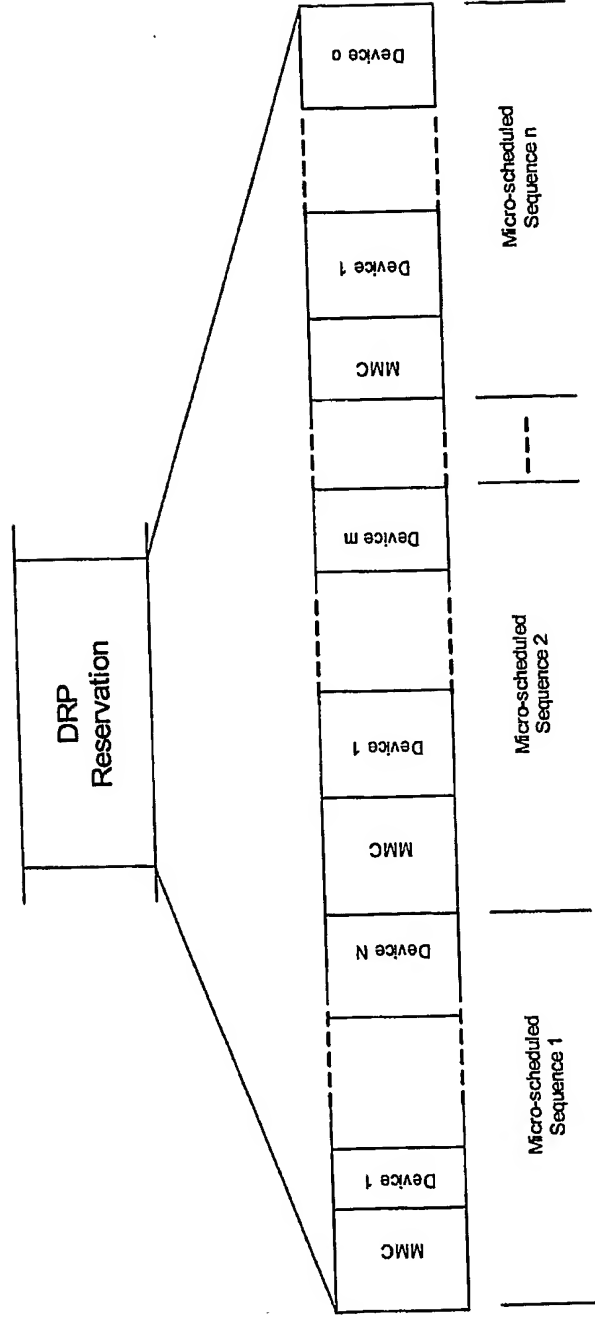 DRP
Reservation
MMC
Device 1
Device N
MMC
Device 1
Device m
MMC
Device 1
Device o
Micro-scheduled
Sequence 1
Micro-scheduled
Sequence 2
Micro-scheduled
Sequence n